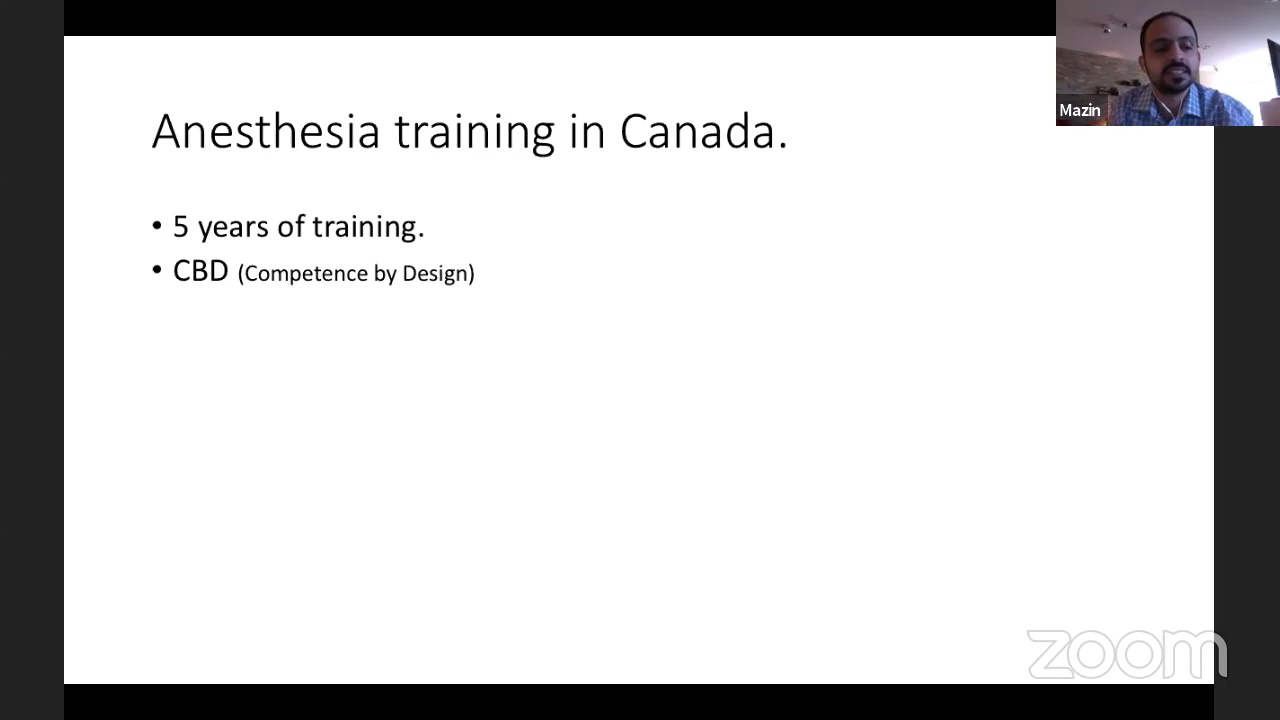 Anesthesia training in Canada.
• 5 years of training.
• CBD (Competence by Design)
Mazin
zoom